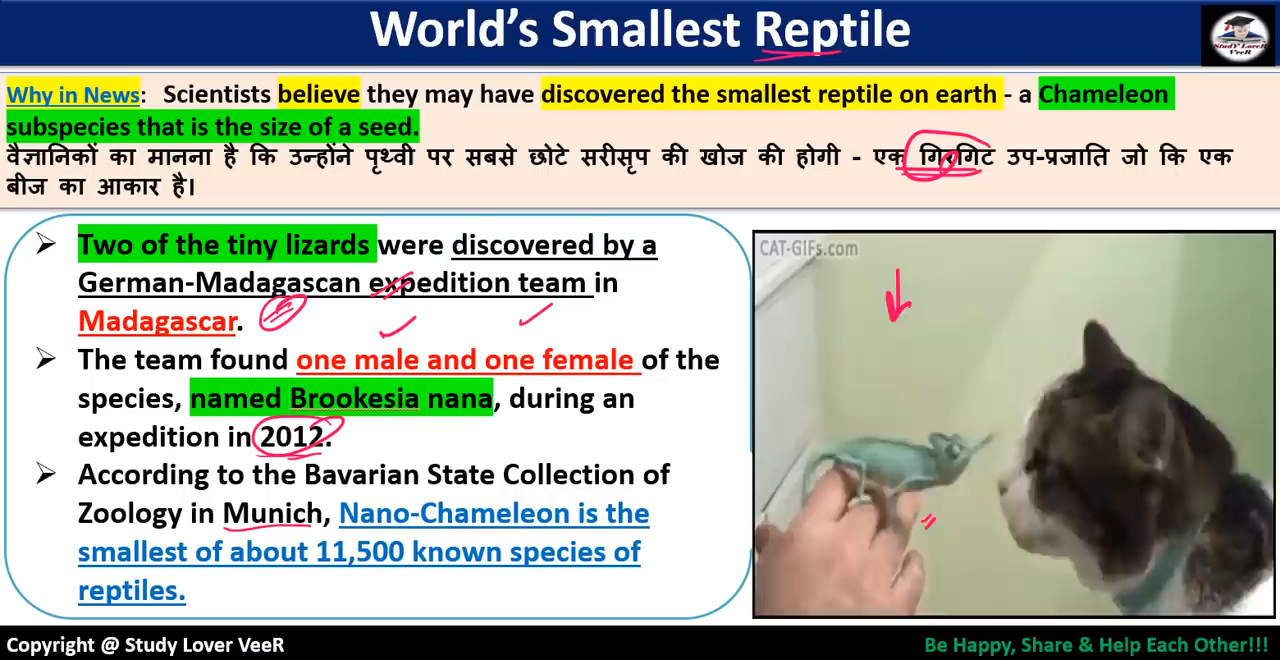 World's Smallest Reptile
StudY LoveR
VeeR
Why in News: Scientists believe they may have discovered the smallest reptile on earth - a Chameleon
subspecies that is the size of a seed.
वैज्ञानिकों का मानना है कि उन्होंने पृथ्वी पर सबसे छोटे सरीसृप की खोज की होगी - एक गिरगिट उप-प्रजाति जो कि एक
बीज का आकार है।
➢ Two of the tiny lizards were discovered by a
German-Madagascan expedition team in
Madagascar.
➢ The team found one male and one female of the
species, named Brookesia nana, during an
expedition in 2012.
➢ According to the Bavarian State Collection of
Zoology in Munich, Nano-Chameleon is the
smallest of about 11,500 known species of
reptiles.
CAT-GIFs.com
Copyright @ Study Lover VeeR
Be Happy, Share & Help Each Other!!!